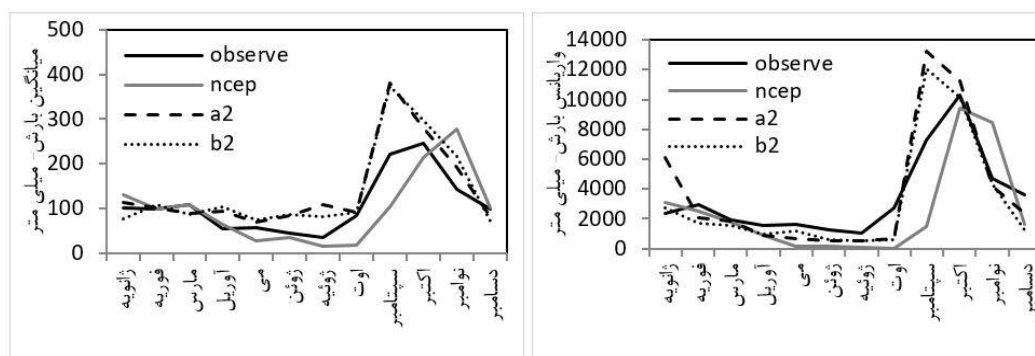 میانگین بارش- میلی متر
500
400
300
200
100
0
observe
ncep
a2
b2
ژانویه
فوریه
مارس
آوریل
می
ژوئن
ژوئیه
اوت
سپتامبر
اکتبر
نوامبر
دسامبر
واریانس بارش- میلی متر
14000
12000
10000
8000
6000
4000
2000
0
observe
ncep
a2
b2
ژانویه
فوریه
مارس
آوریل
می
ژوئن
ژوئیه
اوت
سپتامبر
اکتبر
نوامبر
دسامبر